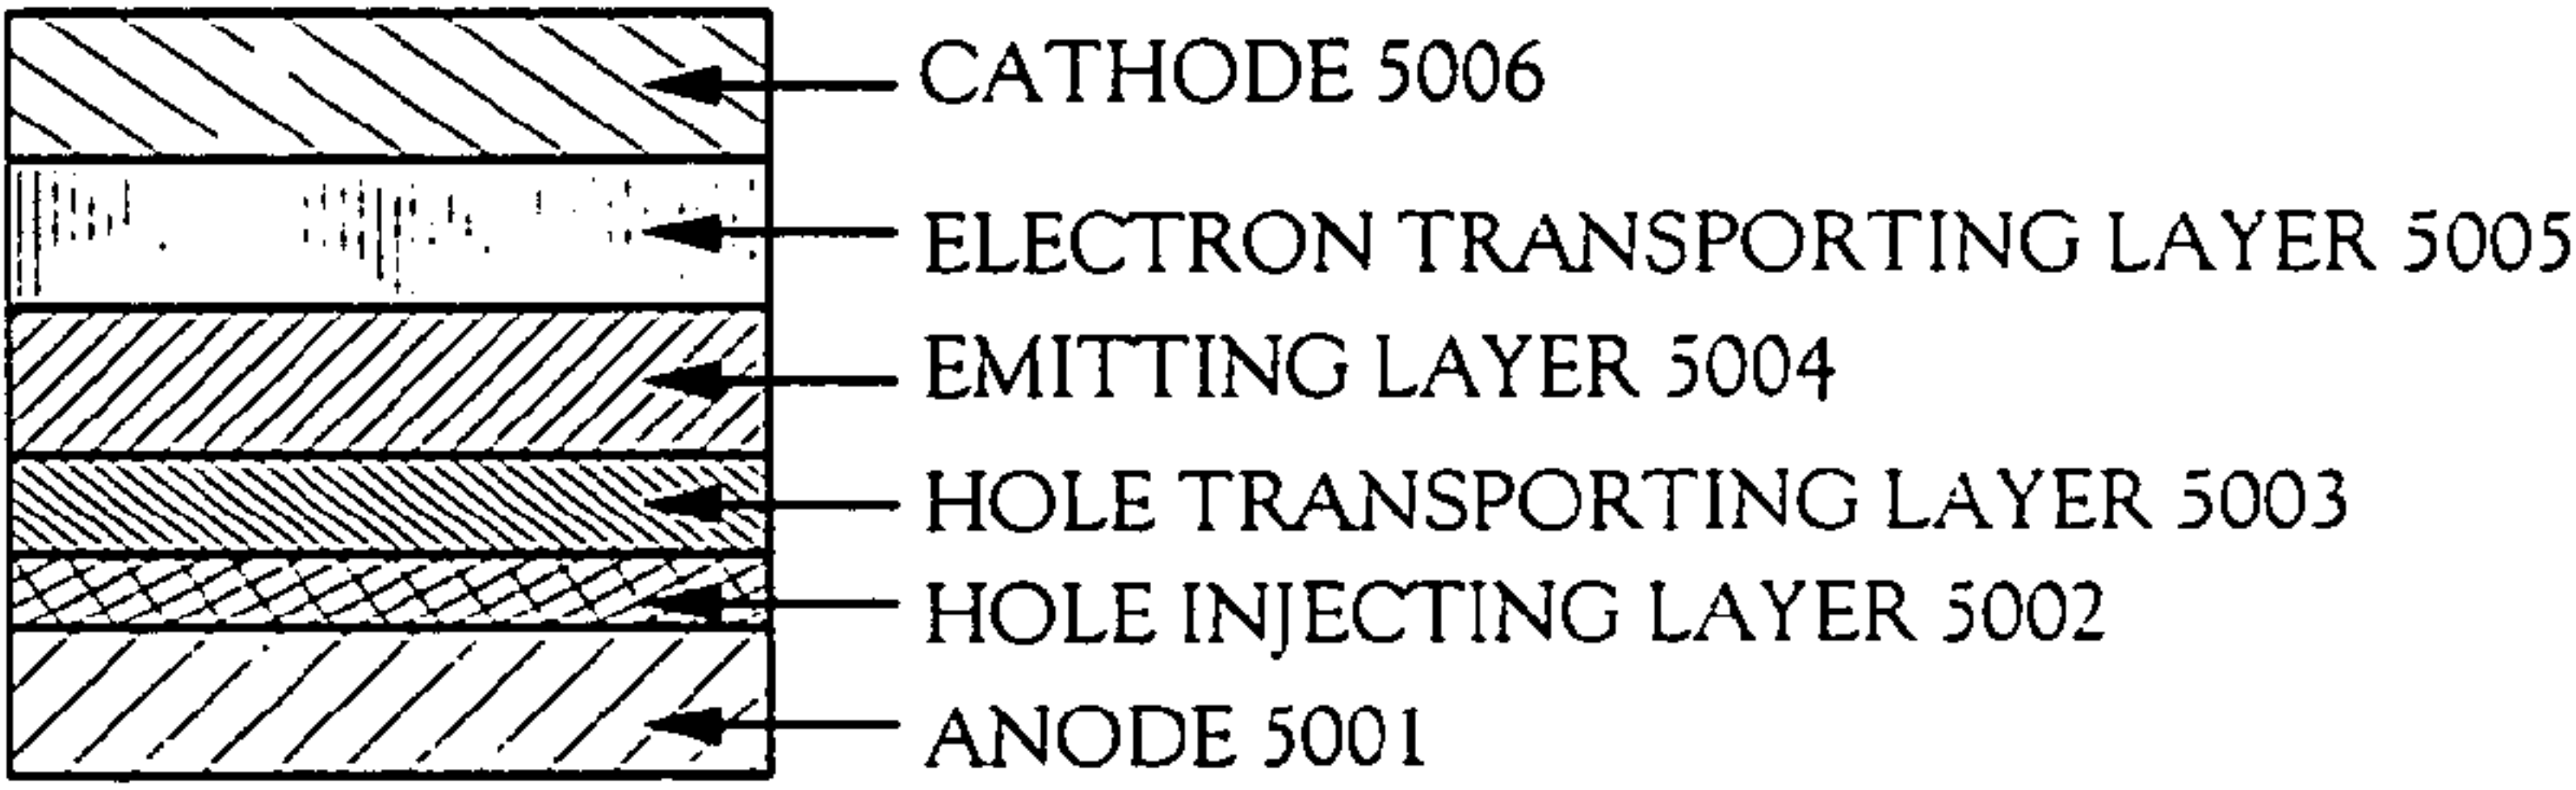 CATHODE 5006
ELECTRON TRANSPORTING LAYER 5005
EMITTING LAYER 5004
HOLE TRANSPORTING LAYER 5003
HOLE INJECTING LAYER 5002
ANODE 5001